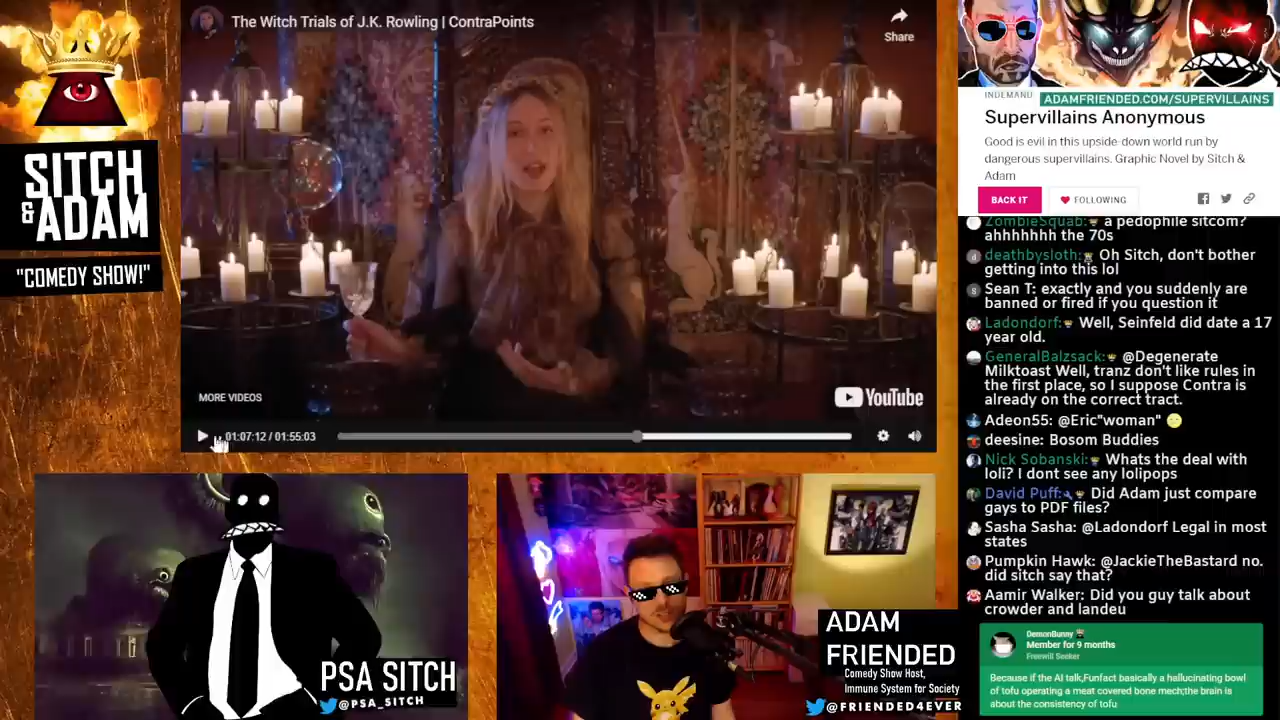 SITCH
& ADAM
"COMEDY SHOW!"
The Witch Trials of J.K. Rowling | ContraPoints
Share
MORE VIDEOS
YouTube
01:07:12 / 01:55:03
PSA SITCH
@PSA_SITCH
ADAM
FRIENDED
Comedy Show Host,
Immune System for Society
@FRIENDED4EVER
INDEMAND
ADAMFRIENDED.COM/SUPERVILLAINS
Supervillains Anonymous
Good is evil in this upside-down world run by
dangerous supervillains. Graphic Novel by Sitch &
Adam
BACK IT
FOLLOWING
ZombieSquab: a pedophile sitcom?
ahhhhhhh the 70s
deathbysloth: Oh Sitch, don't bother
getting into this lol
Sean T: exactly and you suddenly are
banned or fired if you question it
Ladondorf: Well, Seinfeld did date a 17
year old.
GeneralBalzsack: @Degenerate
Milktoast Well, tranz don't like rules in
the first place, so I suppose Contra is
already on the correct tract.
Adeon55: @Eric"woman"
deesine: Bosom Buddies
Nick Sobanski: Whats the deal with
loli? I dont see any lolipops
David Puff: Did Adam just compare
gays to PDF files?
Sasha Sasha: @Ladondorf Legal in most
states
Pumpkin Hawk: @JackieTheBastard no.
did sitch say that?
Aamir Walker: Did you guy talk about
crowder and landeu
DemonBunny
Member for 9 months
Freewill Seeker
Because if the AI talk,Funfact basically a hallucinating bowl
of tofu operating a meat covered bone mech;the brain is
about the consistency of tofu